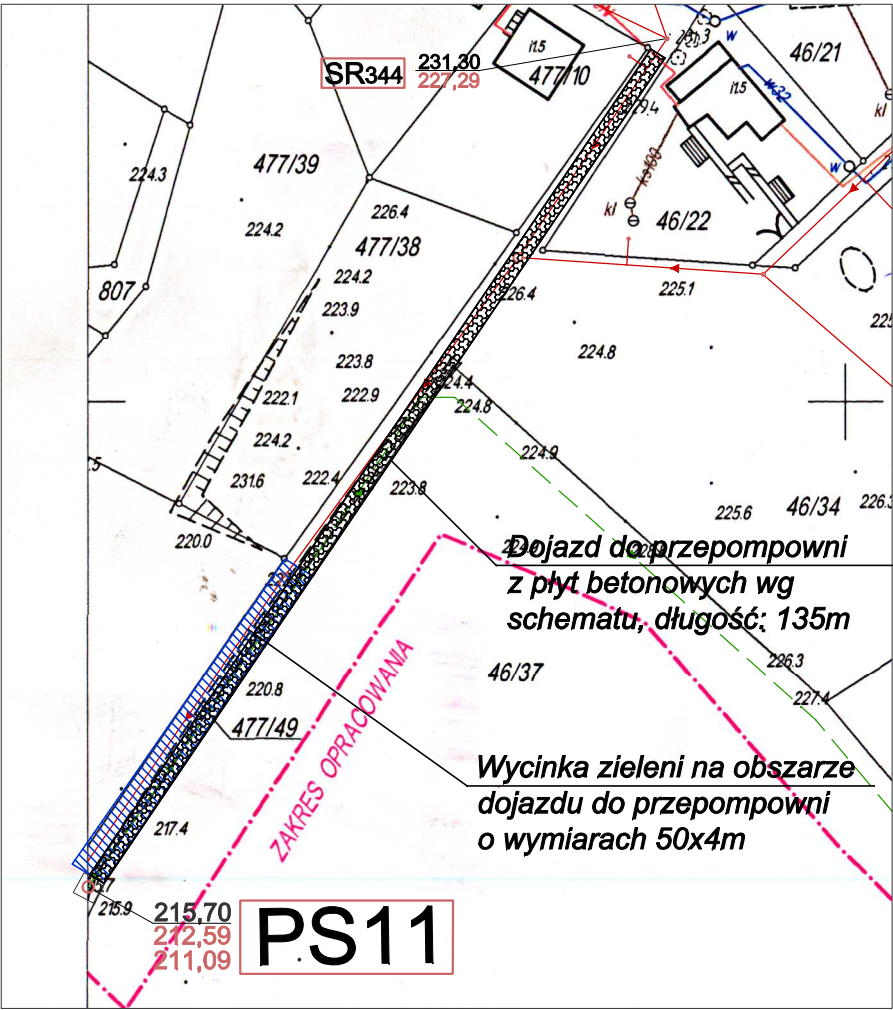 46/21
w
i1.5
SR344 231,30
227,29
477/10
i1.5
w32
kł
229.4
ks100
224.3
477/39
w
226.4
kł
46/22
224.2
477/38
224.2
807
226.4
225.1
223.9
223.8
224.8
222.1
222.9
224.4
224.8
224.2
224.9
231.6
222.4
223.8
225.6
46/34
220.0
Dojazd do przepompowni
z płyt betonowych wg
schematu, długość: 135m
226.3
46/37
220.8
227.4
477/49
ZAKRES OPRACOWANIA
Wycinka zieleni na obszarze
dojazdu do przepompowni
o wymiarach 50x4m
217.4
215.9
215,70
212,59
211,09
PS11